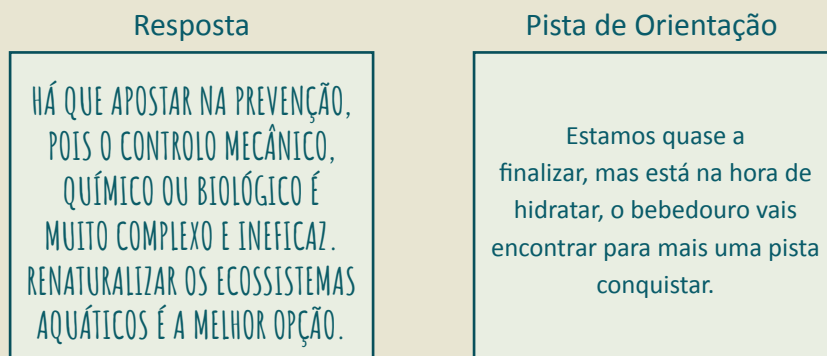 Resposta
HÁ QUE APOSTAR NA PREVENÇÃO,
POIS O CONTROLO MECÂNICO,
QUÍMICO OU BIOLÓGICO É
MUITO COMPLEXO E INEFICAZ.
RENATURALIZAR OS ECOSSISTEMAS
AQUÁTICOS É A MELHOR OPÇÃO.
Pista de Orientação
Estamos quase a
finalizar, mas está na hora de
hidratar, o bebedouro vais
encontrar para mais uma pista
conquistar.